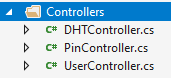 Controllers
C# DHTController.cs
C# PinController.cs
C# UserController.cs